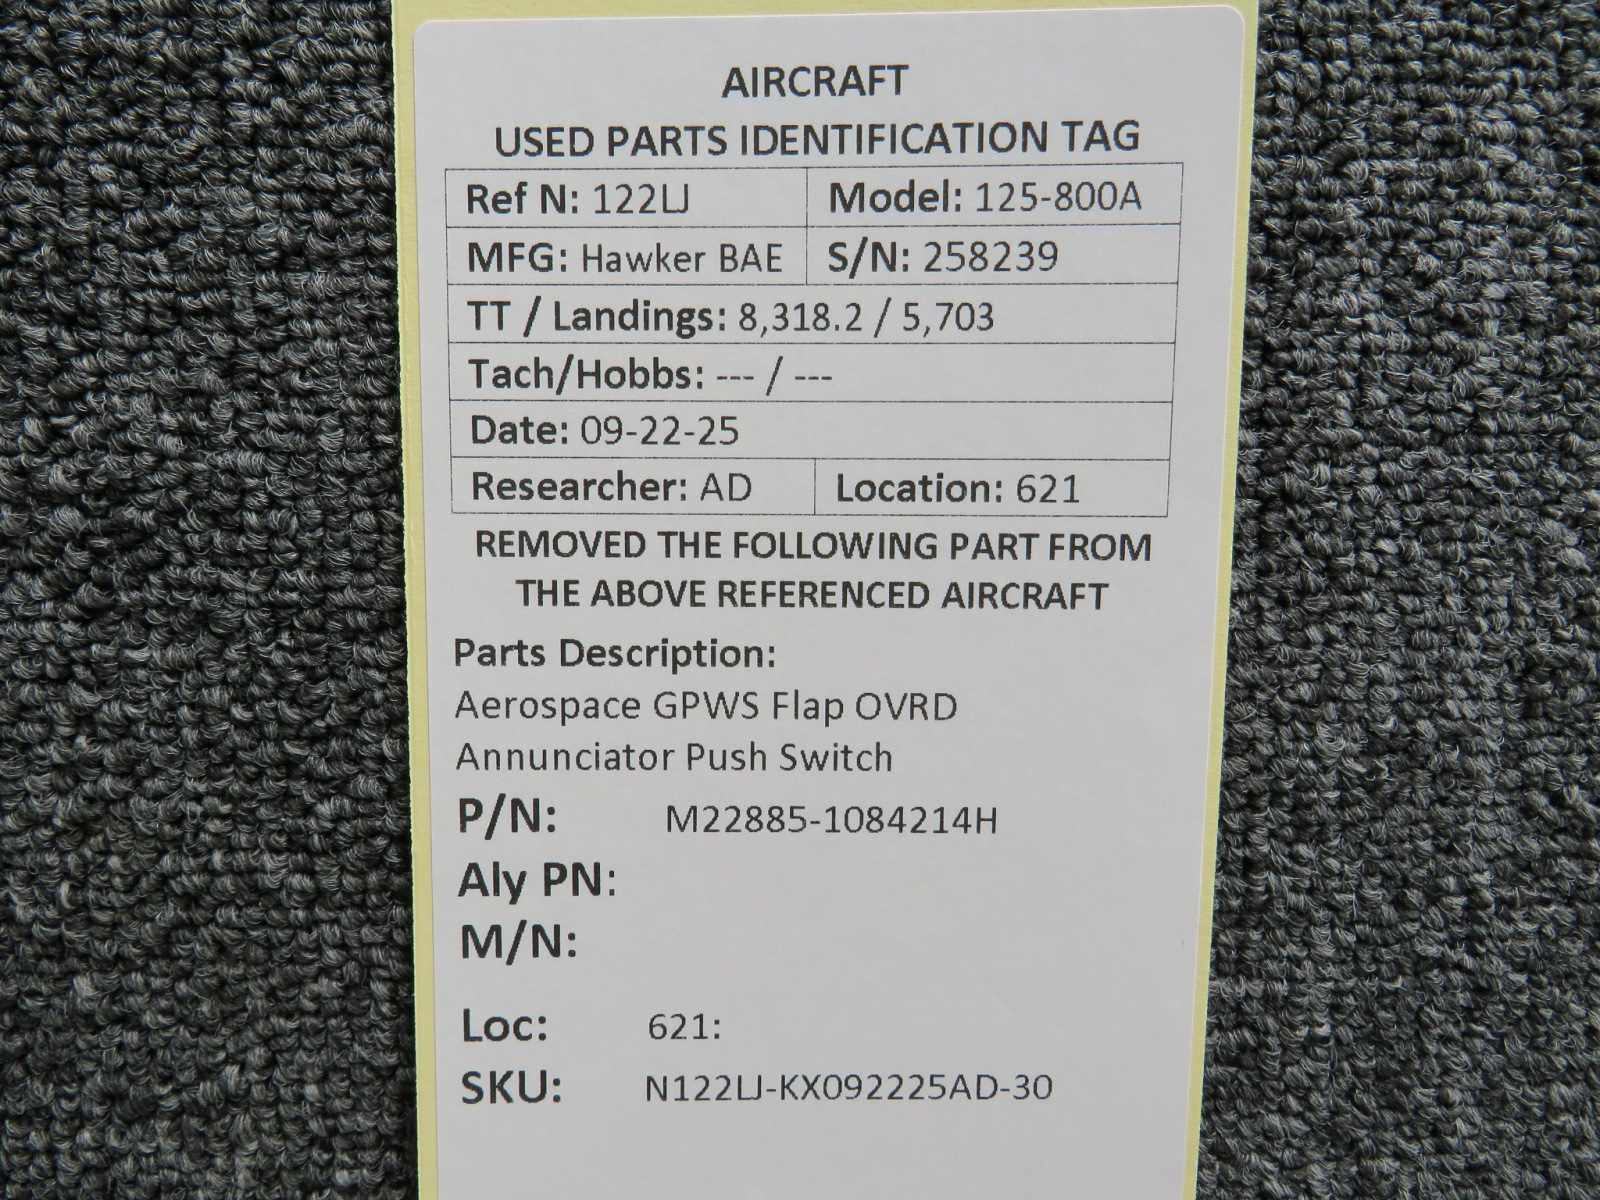 AIRCRAFT
USED PARTS IDENTIFICATION TAG
Ref N: 122LJ Model: 125-800A
MFG: Hawker BAE S/N: 258239
TT / Landings: 8,318.2 / 5,703
Tach/Hobbs: --- / ---
Date: 09-22-25
Researcher: AD Location: 621
REMOVED THE FOLLOWING PART FROM
THE ABOVE REFERENCED AIRCRAFT
Parts Description:
Aerospace GPWS Flap OVRD
Annunciator Push Switch
P/N: M22885-1084214H
Aly PN:
M/N:
Loc: 621:
SKU: N122LJ-KX092225AD-30